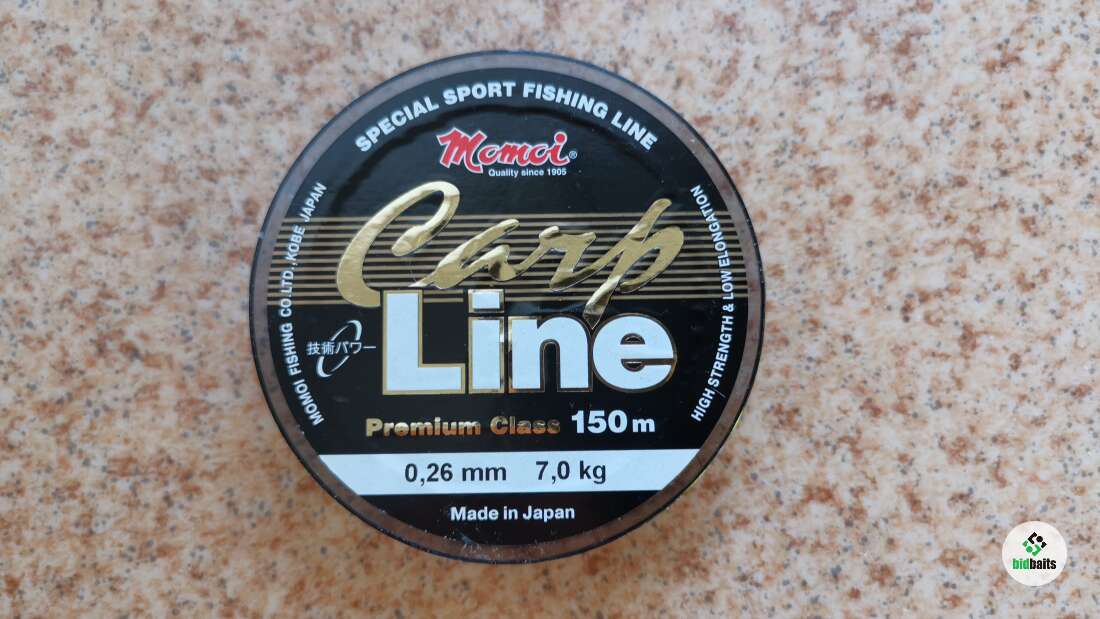 SPECIAL SPORT FISHING LINE
Momoi®
Quality since 1905
MOMOI FISHING CO.LTD.,KOBE JAPAN
HIGH STRENGTH & LOW ELONGATION
Carp
Line
技術パワー
Premium Class 150 m
0,26 mm 7,0 kg
Made in Japan
bidbaits